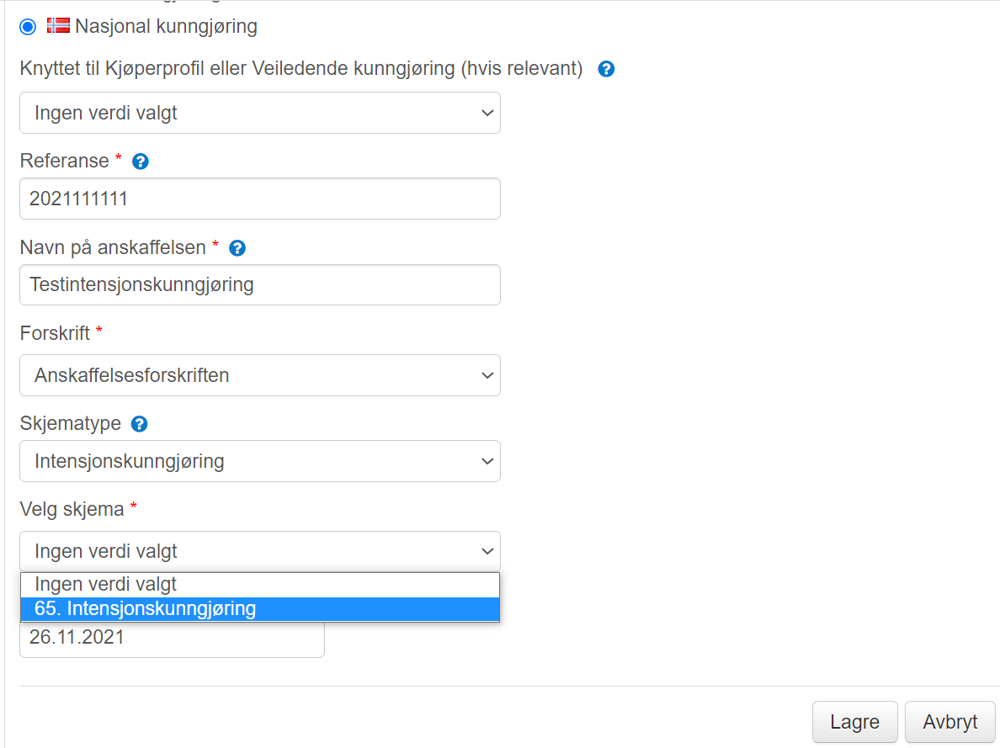 Nasjonal kunngjøring
Knyttet til Kjøperprofil eller Veiledende kunngjøring (hvis relevant) ?
Ingen verdi valgt
Referanse * ?
2021111111
Navn på anskaffelsen * ?
Testintensjonskunngjøring
Forskrift *
Anskaffelsesforskriften
Skjematype ?
Intensjonskunngjøring
Velg skjema *
Ingen verdi valgt
Ingen verdi valgt
65. Intensjonskunngjøring
26.11.2021
Lagre Avbryt